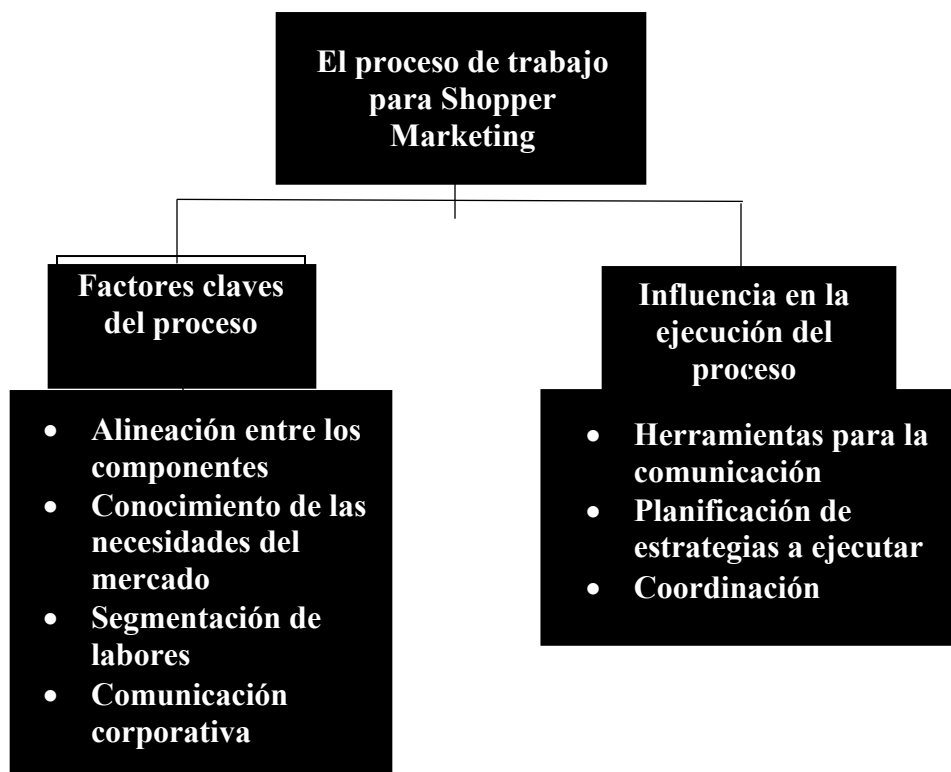 El proceso de trabajo
para Shopper
Marketing
Factores claves
del proceso
• Alineación entre los
componentes
• Conocimiento de las
necesidades del
mercado
• Segmentación de
labores
• Comunicación
corporativa
Influencia en la
ejecución del
proceso
• Herramientas para la
comunicación
• Planificación de
estrategias a ejecutar
• Coordinación